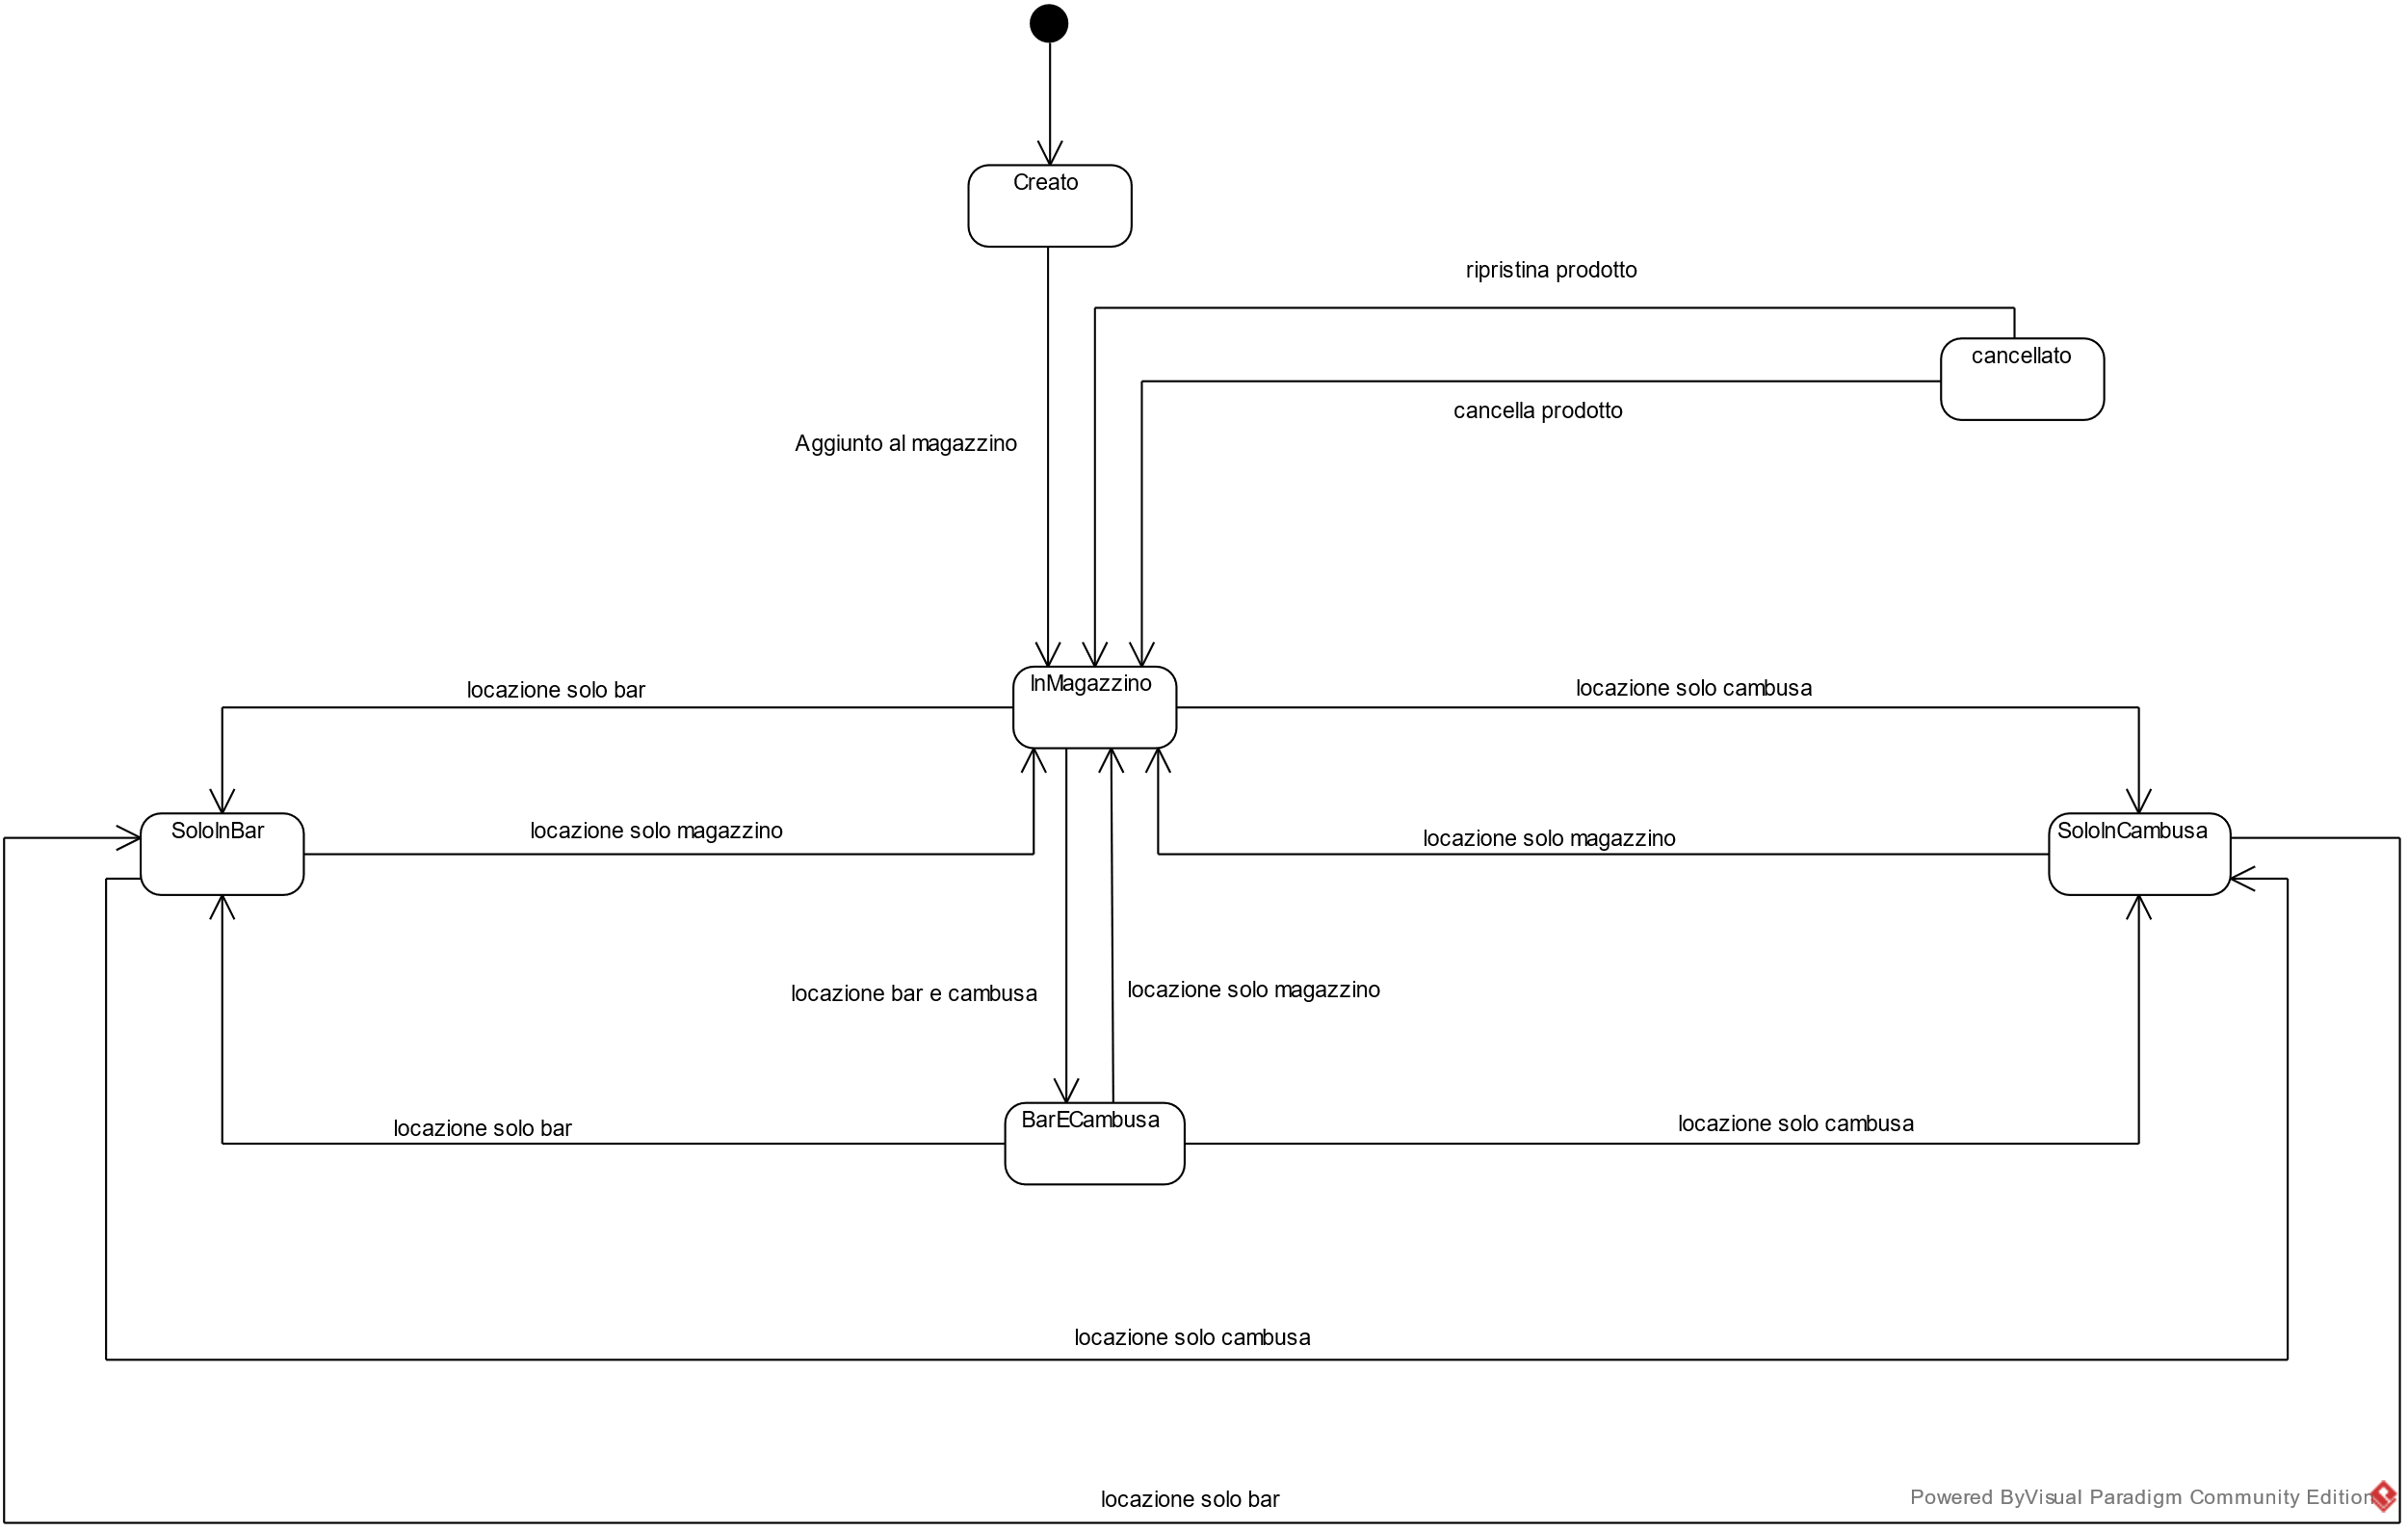 Creato
ripristina prodotto
cancellato
cancella prodotto
Aggiunto al magazzino
InMagazzino
locazione solo bar
locazione solo cambusa
SoloInBar
locazione solo magazzino
locazione solo magazzino
SoloInCambusa
locazione bar e cambusa
locazione solo magazzino
BarECambusa
locazione solo bar
locazione solo cambusa
locazione solo cambusa
locazione solo bar
Powered ByVisual Paradigm Community Edition